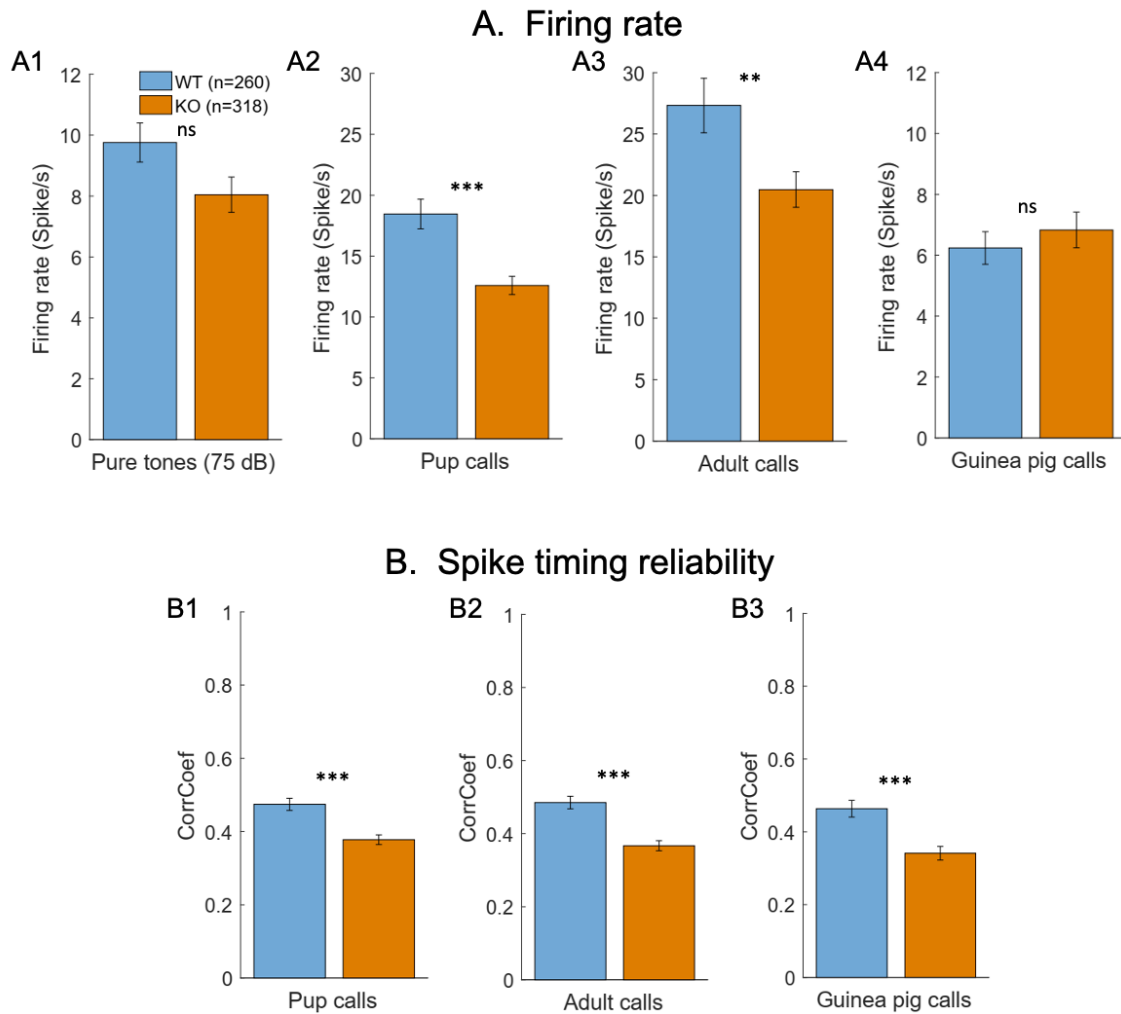 A. Firing rate
A1
12
10
8
6
4
2
0
Firing rate (Spike/s)
WT (n=260)
KO (n=318)
ns
Pure tones (75 dB)
A2
30
25
20
15
10
5
0
Firing rate (Spike/s)
***
Pup calls
A3
30
25
20
15
10
5
0
Firing rate (Spike/s)
**
Adult calls
A4
12
10
8
6
4
2
0
Firing rate (Spike/s)
ns
Guinea pig calls
B. Spike timing reliability
B1
1
0.8
0.6
0.4
0.2
0
CorrCoef
***
Pup calls
B2
1
0.8
0.6
0.4
0.2
0
CorrCoef
***
Adult calls
B3
1
0.8
0.6
0.4
0.2
0
CorrCoef
***
Guinea pig calls